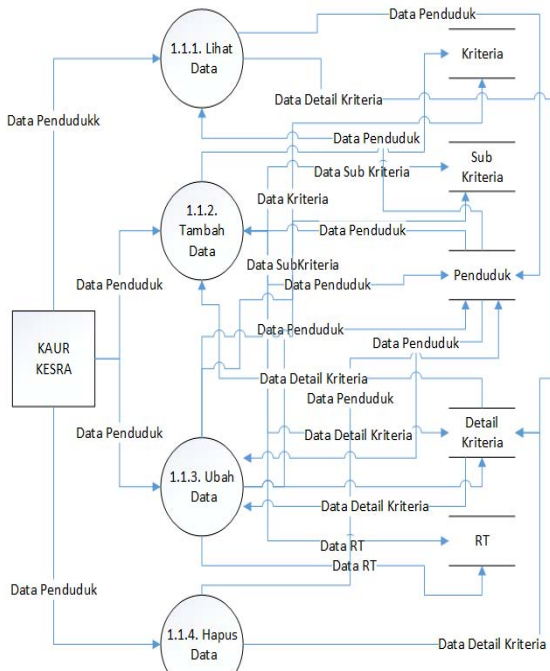 Data Penduduk
1.1.1. Lihat
Data
Kriteria
Data Detail Kriteria
Data Pendudukk
Data Penduduk
Sub
Kriteria
Data Sub Kriteria
1.1.2.
Tambah
Data
Data Kriteria
Data Penduduk
Data SubKriteria
Penduduk
Data Penduduk
Data Penduduk
Data Penduduk
Data Penduduk
KAUR
KESRA
Data Detail Kriteria
Data Penduduk
Detail
Kriteria
Data Penduduk
Data Detail Kriteria
1.1.3. Ubah
Data
Data Detail Kriteria
RT
Data RT
Data RT
Data Penduduk
1.1.4. Hapus
Data
Data Detail Kriteria